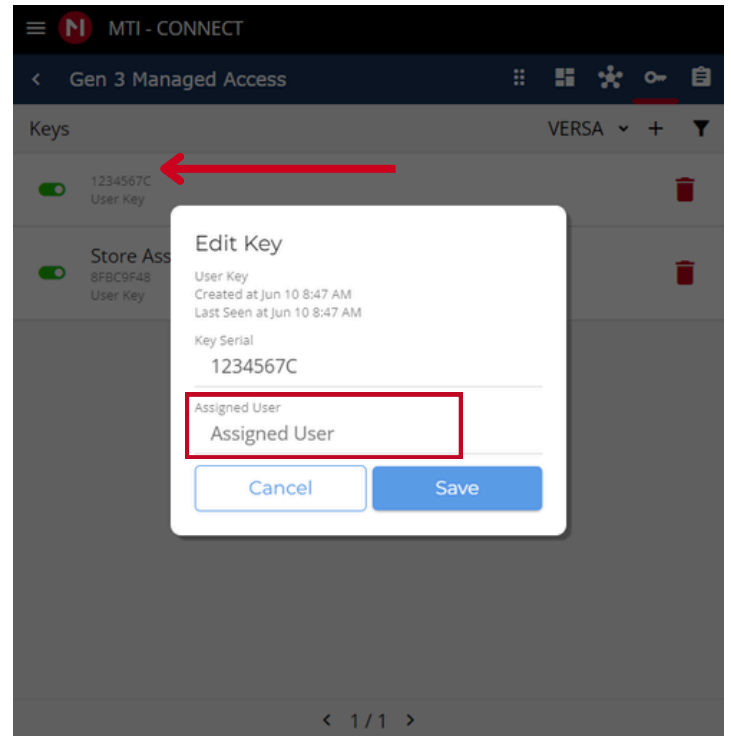 MTI - CONNECT
Gen 3 Managed Access
Keys VERSA
1234567C
User Key
Store Ass
8FBC9F48
User Key
Edit Key
User Key
Created at Jun 10 8:47 AM
Last Seen at Jun 10 8:47 AM
Key Serial
1234567C
Assigned User
Assigned User
Cancel Save
1 / 1